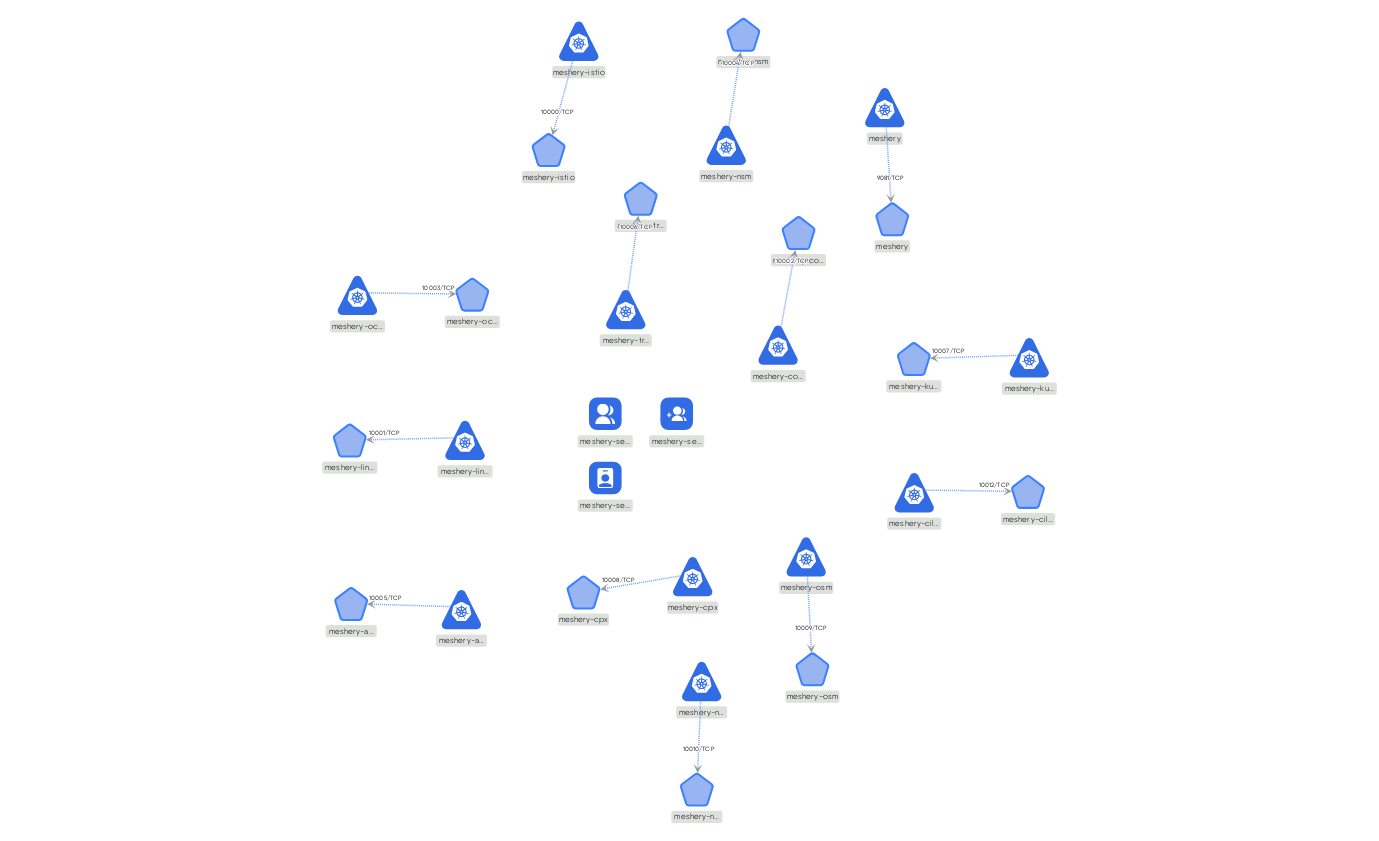 meshery-istio
10000/TCP
meshery-istio
10004/TCP
meshery-nsm
meshery
9081/TCP
meshery
10006/TCP
meshery-tr...
10002/TCP
meshery-co...
meshery-oc...
10003/TCP
meshery-oc...
10007/TCP
meshery-ku...
meshery-ku...
meshery-se...
meshery-se...
meshery-se...
10001/TCP
meshery-lin...
meshery-lin...
10012/TCP
meshery-cil...
meshery-cil...
10008/TCP
meshery-cpx
meshery-cpx
meshery-osm
10009/TCP
meshery-osm
10005/TCP
meshery-a...
meshery-a...
meshery-n...
10010/TCP
meshery-n...